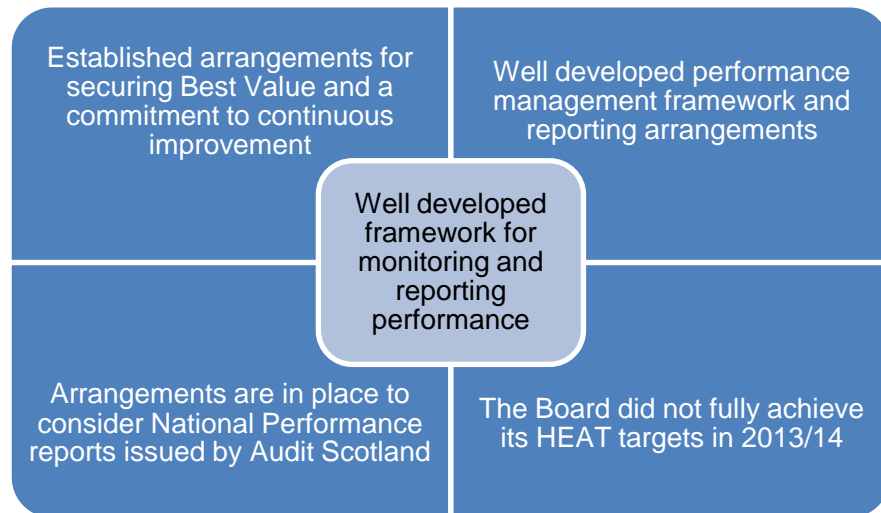 Established arrangements for
securing Best Value and a
commitment to continuous
improvement
Well developed performance
management framework and
reporting arrangements
Well developed
framework for
monitoring and
reporting
performance
Arrangements are in place to
consider National Performance
reports issued by Audit Scotland
The Board did not fully achieve
its HEAT targets in 2013/14